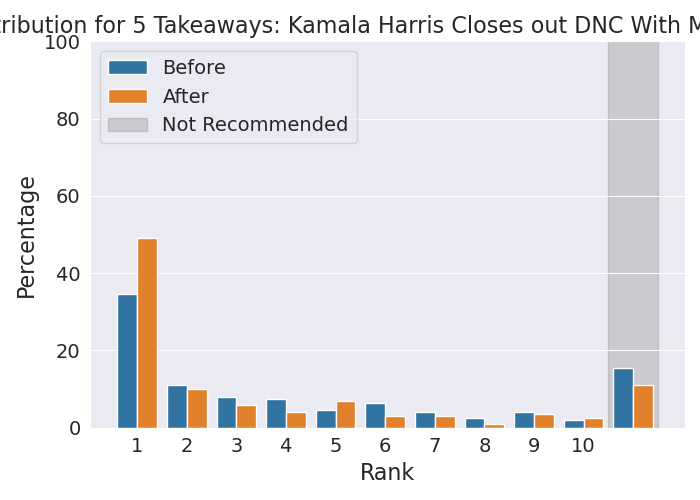 ribution for 5 Takeaways: Kamala Harris Closes out DNC With M
100
80
60
40
20
0
Percentage
Before
After
Not Recommended
1 2 3 4 5 6 7 8 9 10
Rank